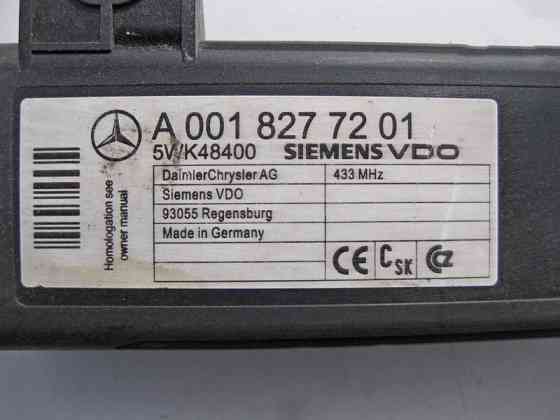 A 001 827 72 01
5WK48400 SIEMENS VDO
DaimlerChrysler AG 433 MHz
Siemens VDO
93055 Regensburg
Made in Germany
Homologation see
owner manual
CE CSK CCZ